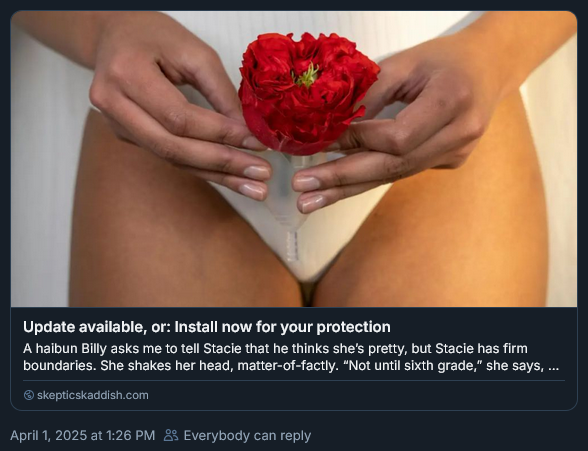 Update available, or: Install now for your protection
A haibun Billy asks me to tell Stacie that he thinks she’s pretty, but Stacie has firm
boundaries. She shakes her head, matter-of-factly. “Not until sixth grade,” she says, ...
skepticskaddish.com
April 1, 2025 at 1:26 PM Everybody can reply